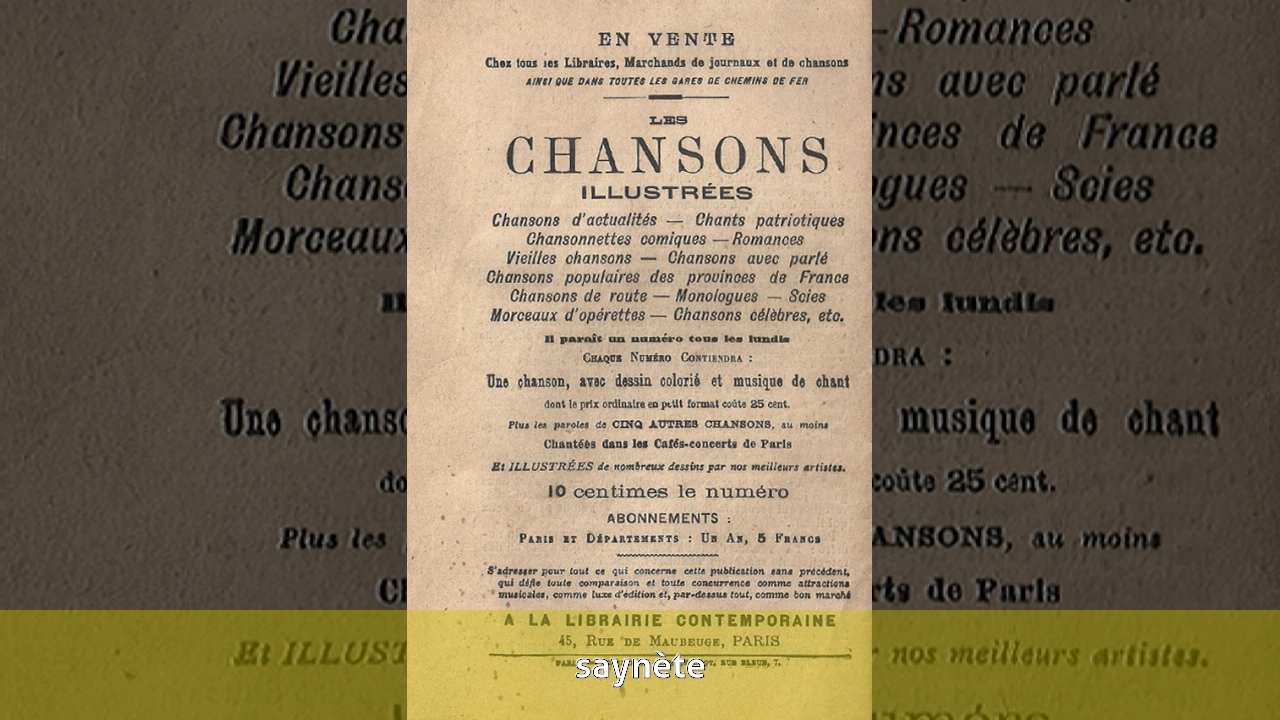 EN VENTE
Chez tous les Libraires, Marchands de journaux et de chansons
AINSI QUE DANS TOUTES LES GARES DE CHEMINS DE FER
LES
CHANSONS
ILLUSTRÉES
Chansons d'actualités — Chants patriotiques
Chansonnettes comiques — Romances
Vieilles chansons — Chansons avec parlé
Chansons populaires des provinces de France
Chansons de route — Monologues — Scies
Morceaux d'opérettes — Chansons célèbres, etc.
Il paraît un numéro tous les lundis
CHAQUE NUMÉRO CONTIENDRA :
Une chanson, avec dessin colorié et musique de chant
dont le prix ordinaire en petit format coûte 25 cent.
Plus les paroles de CINQ AUTRES CHANSONS, au moins
Chantées dans les Cafés-concerts de Paris
Et ILLUSTRÉES de nombreux dessins par nos meilleurs artistes.
10 centimes le numéro
ABONNEMENTS :
PARIS ET DÉPARTEMENTS : UN AN, 5 FRANCS
S'adresser pour tout ce qui concerne cette publication sans précédent,
qui défie toute comparaison et toute concurrence comme attractions
musicales, comme luxe d'édition et, par-dessus tout, comme bon marché
A LA LIBRAIRIE CONTEMPORAINE
45, RUE DE MAUBEUGE, PARIS
RUE BLEUE, 7.
saynète